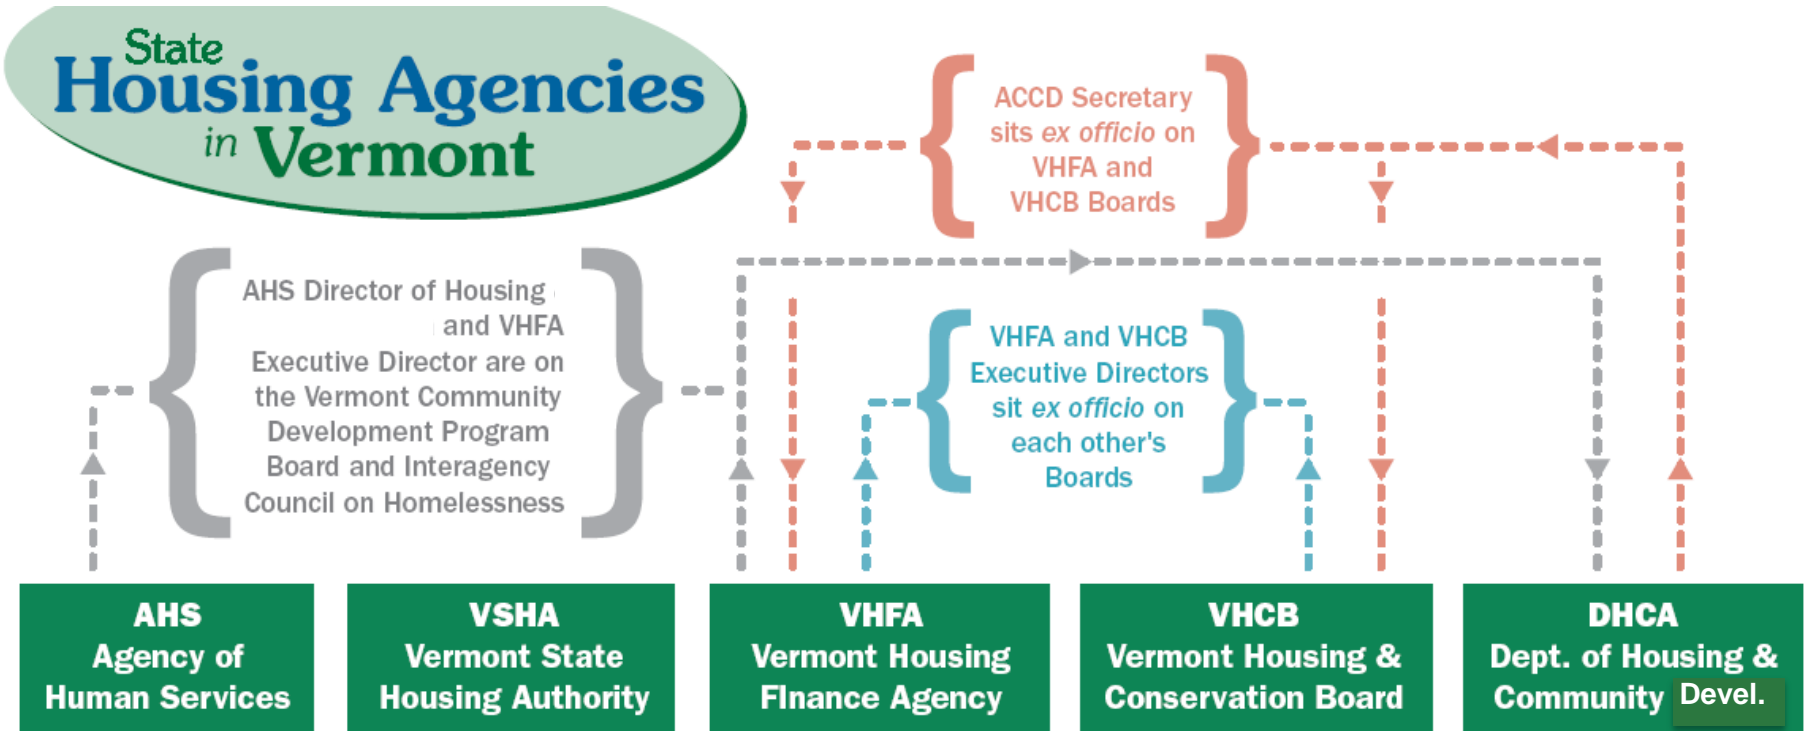 State
Housing Agencies
in Vermont
ACCD Secretary
sits ex officio on
VHFA and
VHCB Boards
AHS Director of Housing
and VHFA
Executive Director are on
the Vermont Community
Development Program
Board and Interagency
Council on Homelessness
VHFA and VHCB
Executive Directors
sit ex officio on
each other's
Boards
AHS
Agency of
Human Services
VSHA
Vermont State
Housing Authority
VHFA
Vermont Housing
FInance Agency
VHCB
Vermont Housing &
Conservation Board
DHCA
Dept. of Housing &
Community Devel.